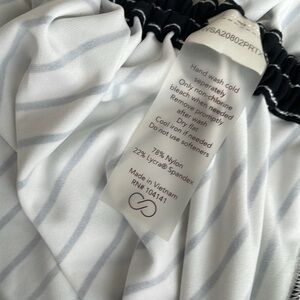 Hand wash cold
seperately
Only non-chlorine
bleach when needed
Remove promptly
after wash
Dry flat
Cool iron if needed
Do not use softeners
78% Nylon
22% Lycra® Spandex
Made in Vietnam
RN# 104141